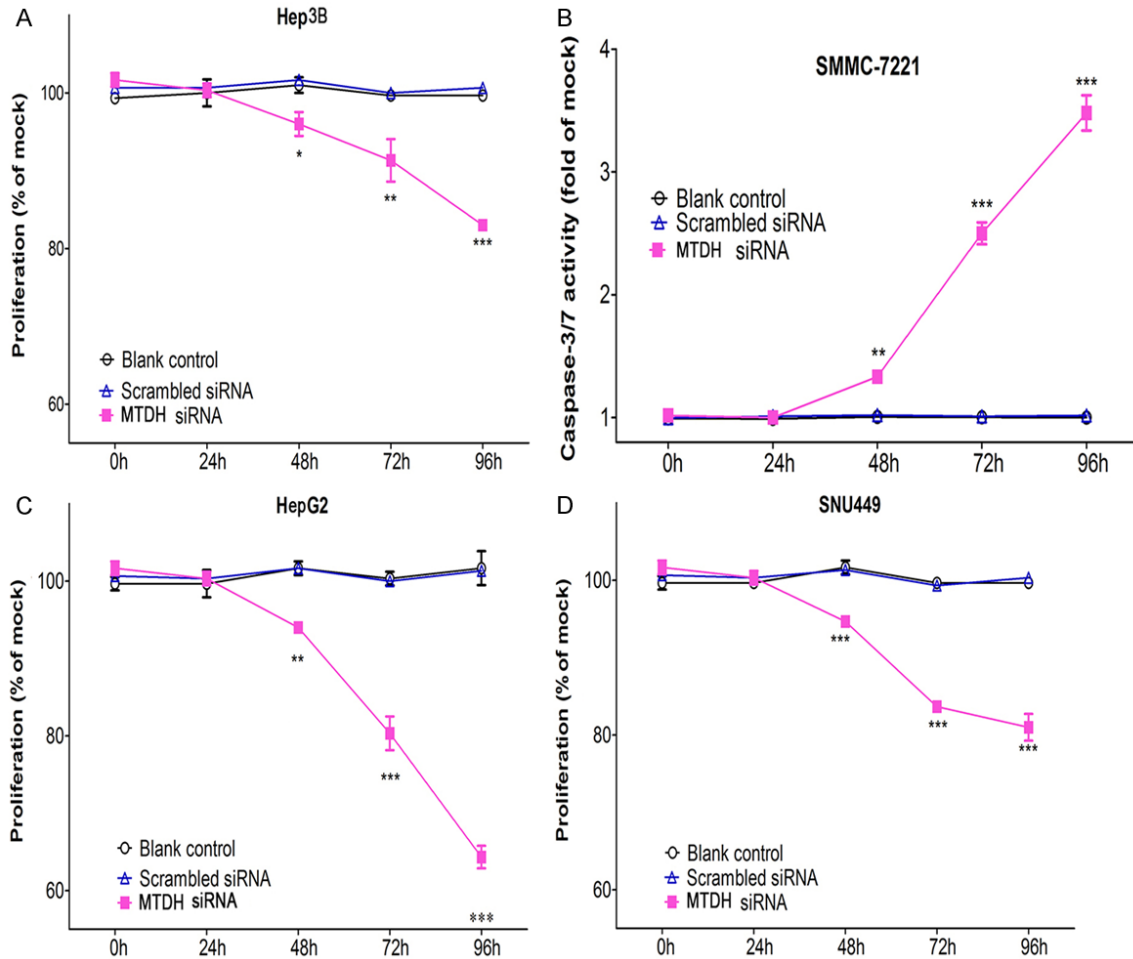 A
Hep3B
Proliferation (% of mock)
100
80
60
*
**
***
Blank control
Scrambled siRNA
MTDH siRNA
0h 24h 48h 72h 96h
B
SMMC-7221
Caspase-3/7 activity (fold of mock)
4
3
2
1
***
***
**
Blank control
Scrambled siRNA
MTDH siRNA
0h 24h 48h 72h 96h
C
HepG2
Proliferation (% of mock)
100
80
60
**
***
***
Blank control
Scrambled siRNA
MTDH siRNA
0h 24h 48h 72h 96h
D
SNU449
Proliferation (% of mock)
100
80
60
***
***
***
Blank control
Scrambled siRNA
MTDH siRNA
0h 24h 48h 72h 96h